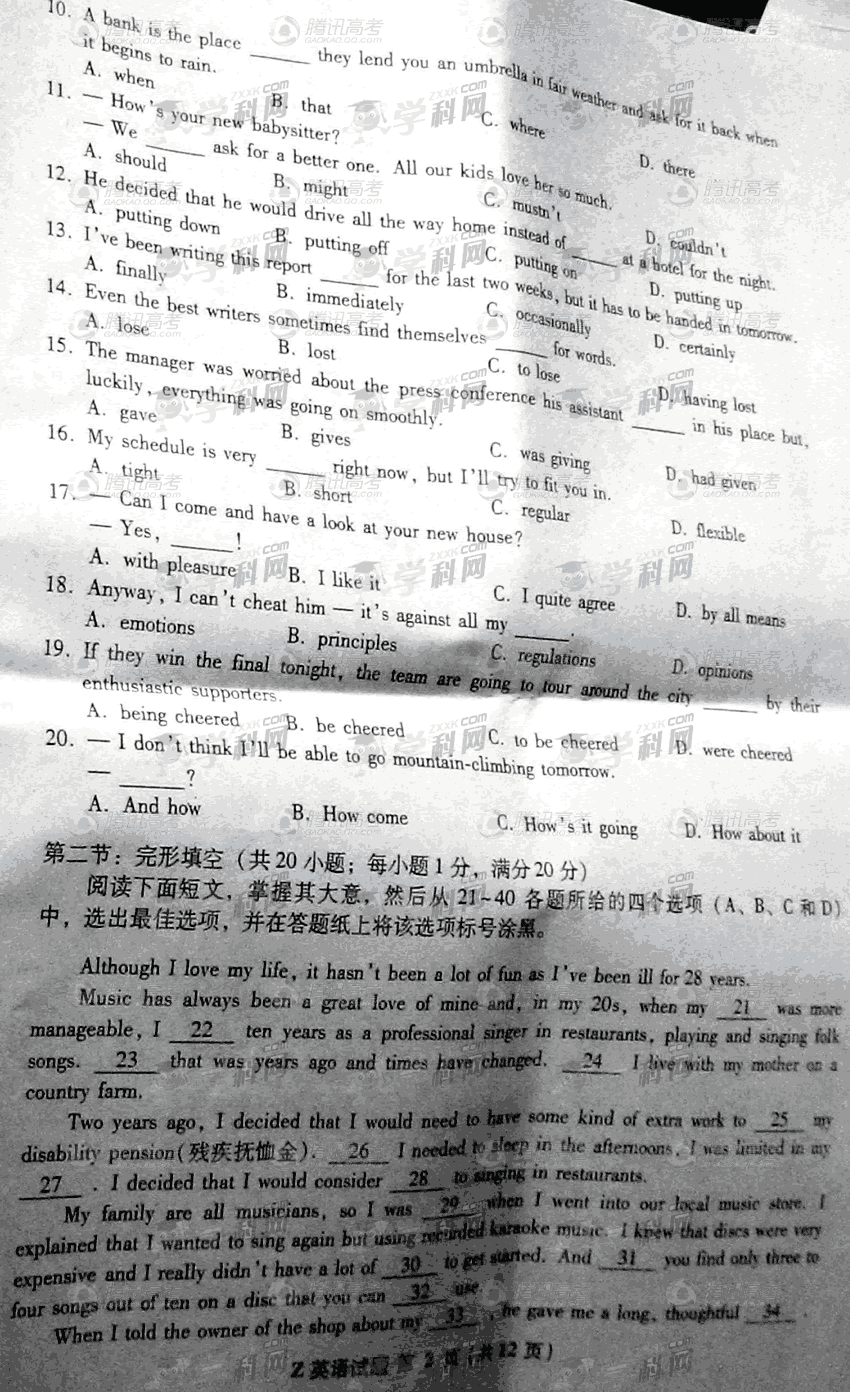 10. A bank is the place ______ they lend you an umbrella in fair weather and ask for it back when
it begins to rain.
A. when B. that C. where D. there
11. — How's your new babysitter?
— We ______ ask for a better one. All our kids love her so much.
A. should B. might C. mustn't D. couldn't
12. He decided that he would drive all the way home instead of ______ at a hotel for the night.
A. putting down B. putting off C. putting on D. putting up
13. I've been writing this report ______ for the last two weeks, but it has to be handed in tomorrow.
A. finally B. immediately C. occasionally D. certainly
14. Even the best writers sometimes find themselves ______ for words.
A. lose B. lost C. to lose D. having lost
15. The manager was worried about the press conference his assistant ______ in his place but,
luckily, everything was going on smoothly.
A. gave B. gives C. was giving D. had given
16. My schedule is very ______ right now, but I'll try to fit you in.
A. tight B. short C. regular D. flexible
17. — Can I come and have a look at your new house?
— Yes, ______!
A. with pleasure B. I like it C. I quite agree D. by all means
18. Anyway, I can't cheat him — it's against all my ______.
A. emotions B. principles C. regulations D. opinions
19. If they win the final tonight, the team are going to tour around the city ______ by their
enthusiastic supporters.
A. being cheered B. be cheered C. to be cheered D. were cheered
20. — I don't think I'll be able to go mountain-climbing tomorrow.
— ______?
A. And how B. How come C. How's it going D. How about it
第二节：完形填空（共20小题；每小题1分，满分20分）
阅读下面短文，掌握其大意，然后从21~40各题所给的四个选项（A、B、C和D）
中，选出最佳选项，并在答题纸上将该选项标号涂黑。
Although I love my life, it hasn't been a lot of fun as I've been ill for 28 years.
Music has always been a great love of mine and, in my 20s, when my 21 was more
manageable, I 22 ten years as a professional singer in restaurants, playing and singing folk
songs. 23 that was years ago and times have changed. 24 I live with my mother on a
country farm.
Two years ago, I decided that I would need to have some kind of extra work to 25 my
disability pension(残疾抚恤金). 26 I needed to sleep in the afternoons, I was limited in my
27 . I decided that I would consider 28 to singing in restaurants.
My family are all musicians, so I was 29 when I went into our local music store. I
explained that I wanted to sing again but using recorded karaoke music. I knew that discs were very
expensive and I really didn't have a lot of 30 to get started. And 31 you find only three to
four songs out of ten on a disc that you can 32 use.
When I told the owner of the shop about my 33 , he gave me a long, thoughtful 34 .
Z 英语试题 第 2 页（共12页）